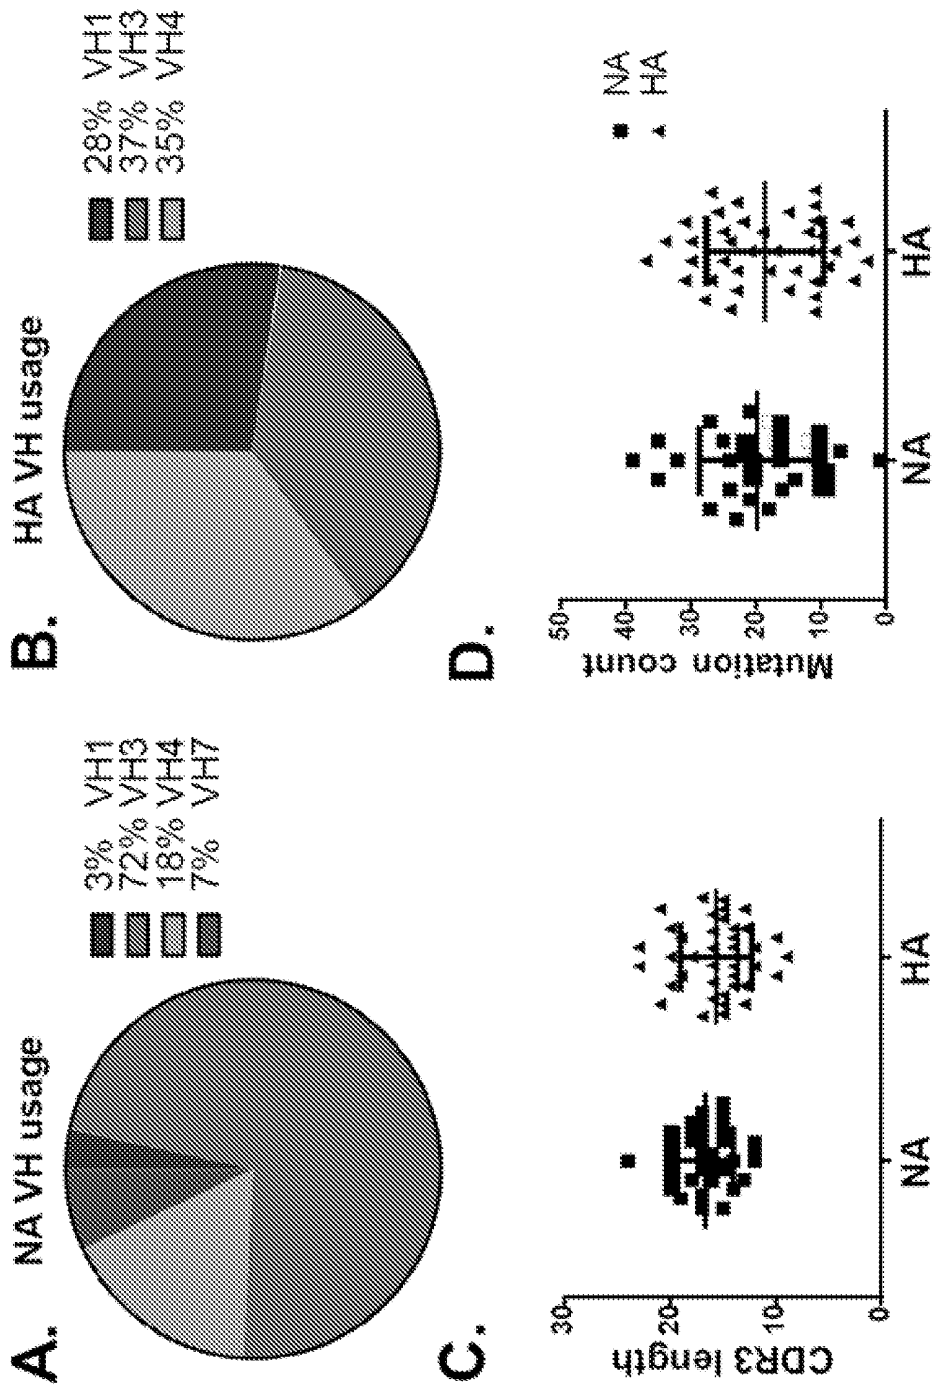 A.
NA VH usage
3% VH1
72% VH3
18% VH4
7% VH7
B.
HA VH usage
28% VH1
37% VH3
35% VH4
C.
CDR3 length
30
20
10
0
NA
HA
D.
Mutation count
50
40
30
20
10
0
NA
HA
NA
HA